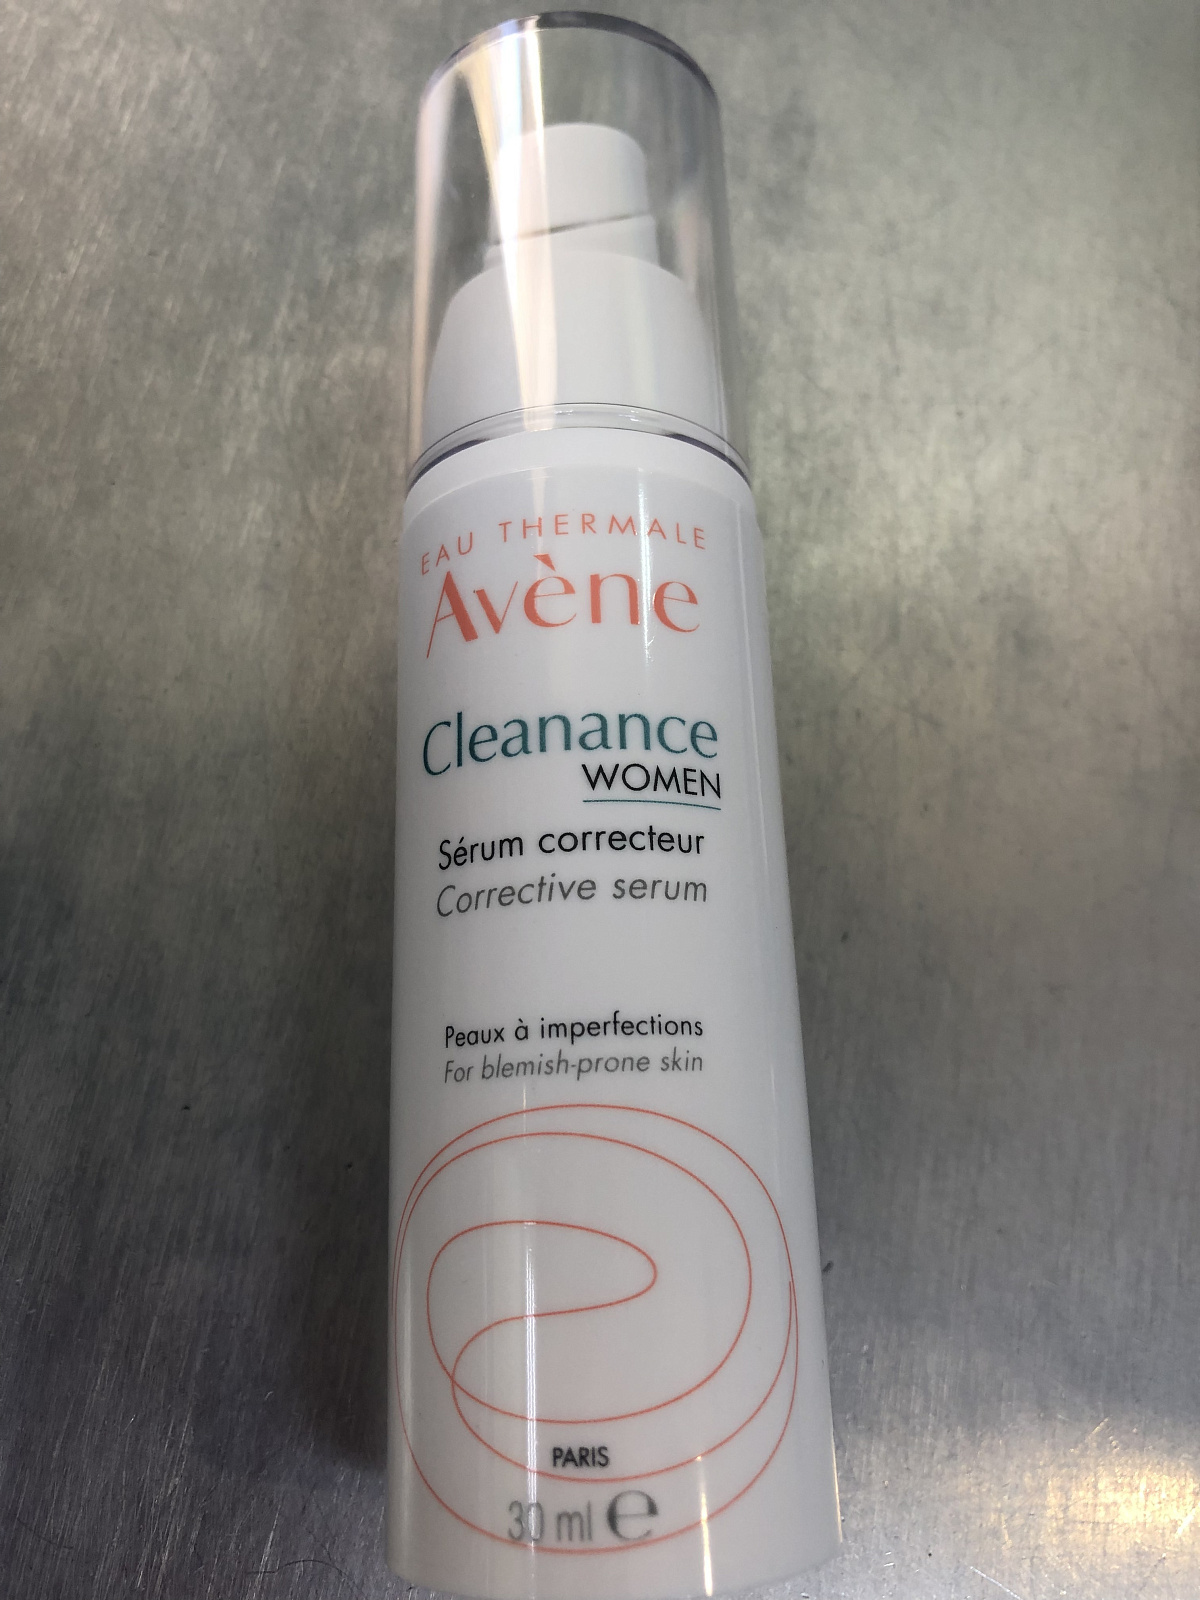 EAU THERMALE
Avène
Cleanance
WOMEN
Sérum correcteur
Corrective serum
Peaux à imperfections
For blemish-prone skin
PARIS
30 ml ℮